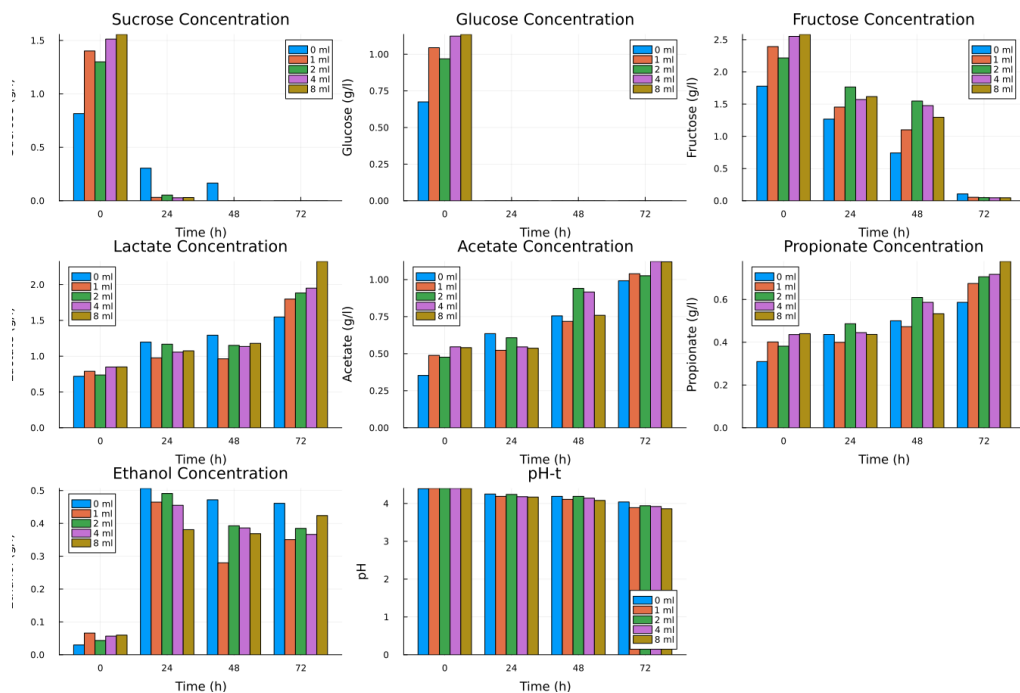 Sucrose Concentration
1.5
1.0
0.5
0.0
0 ml
1 ml
2 ml
4 ml
8 ml
0 24 48 72
Time (h)
Glucose Concentration
Glucose (g/l)
1.00
0.75
0.50
0.25
0.00
0 ml
1 ml
2 ml
4 ml
8 ml
0 24 48 72
Time (h)
Fructose Concentration
Fructose (g/l)
2.5
2.0
1.5
1.0
0.5
0.0
0 ml
1 ml
2 ml
4 ml
8 ml
0 24 48 72
Time (h)
Lactate Concentration
2.0
1.5
1.0
0.5
0.0
0 ml
1 ml
2 ml
4 ml
8 ml
0 24 48 72
Time (h)
Acetate Concentration
Acetate (g/l)
1.00
0.75
0.50
0.25
0.00
0 ml
1 ml
2 ml
4 ml
8 ml
0 24 48 72
Time (h)
Propionate Concentration
Propionate (g/l)
0.6
0.4
0.2
0.0
0 ml
1 ml
2 ml
4 ml
8 ml
0 24 48 72
Time (h)
Ethanol Concentration
0.5
0.4
0.3
0.2
0.1
0.0
0 ml
1 ml
2 ml
4 ml
8 ml
0 24 48 72
Time (h)
pH-t
pH
4
3
2
1
0
0 ml
1 ml
2 ml
4 ml
8 ml
0 24 48 72
Time (h)